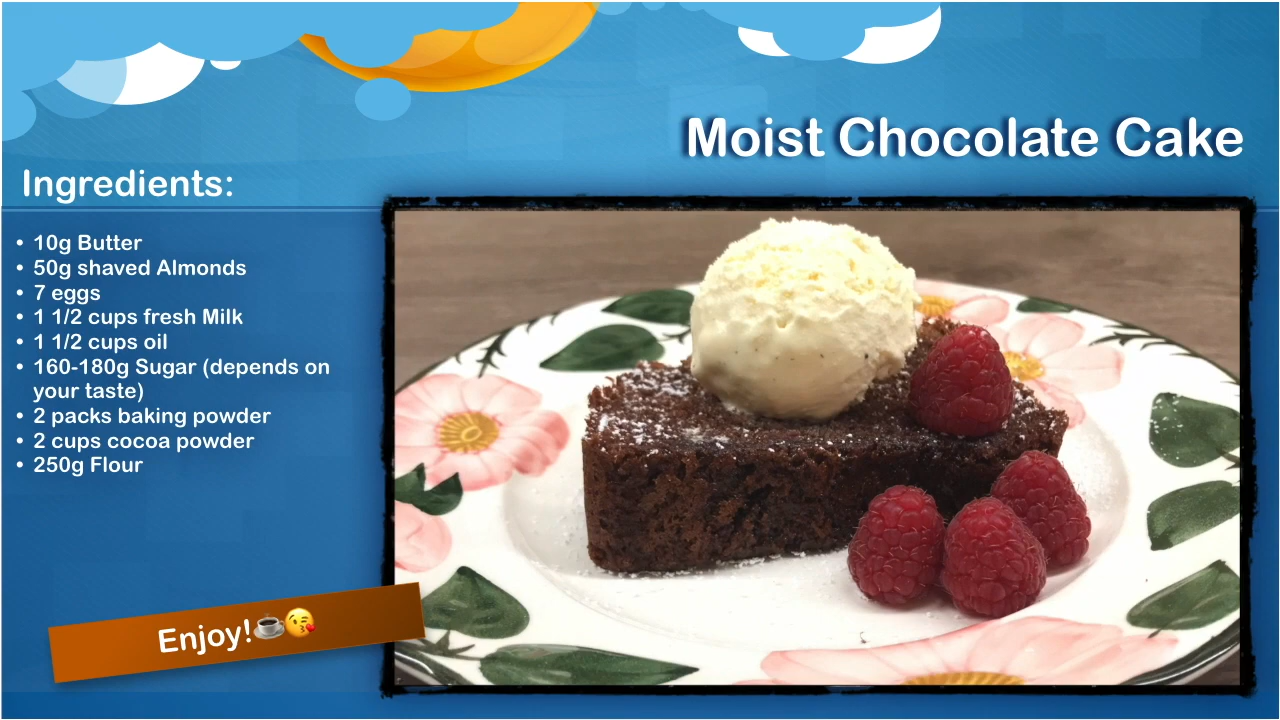 Moist Chocolate Cake
Ingredients:
• 10g Butter
• 50g shaved Almonds
• 7 eggs
• 1 1/2 cups fresh Milk
• 1 1/2 cups oil
• 160-180g Sugar (depends on
your taste)
• 2 packs baking powder
• 2 cups cocoa powder
• 250g Flour
Enjoy!☕😘